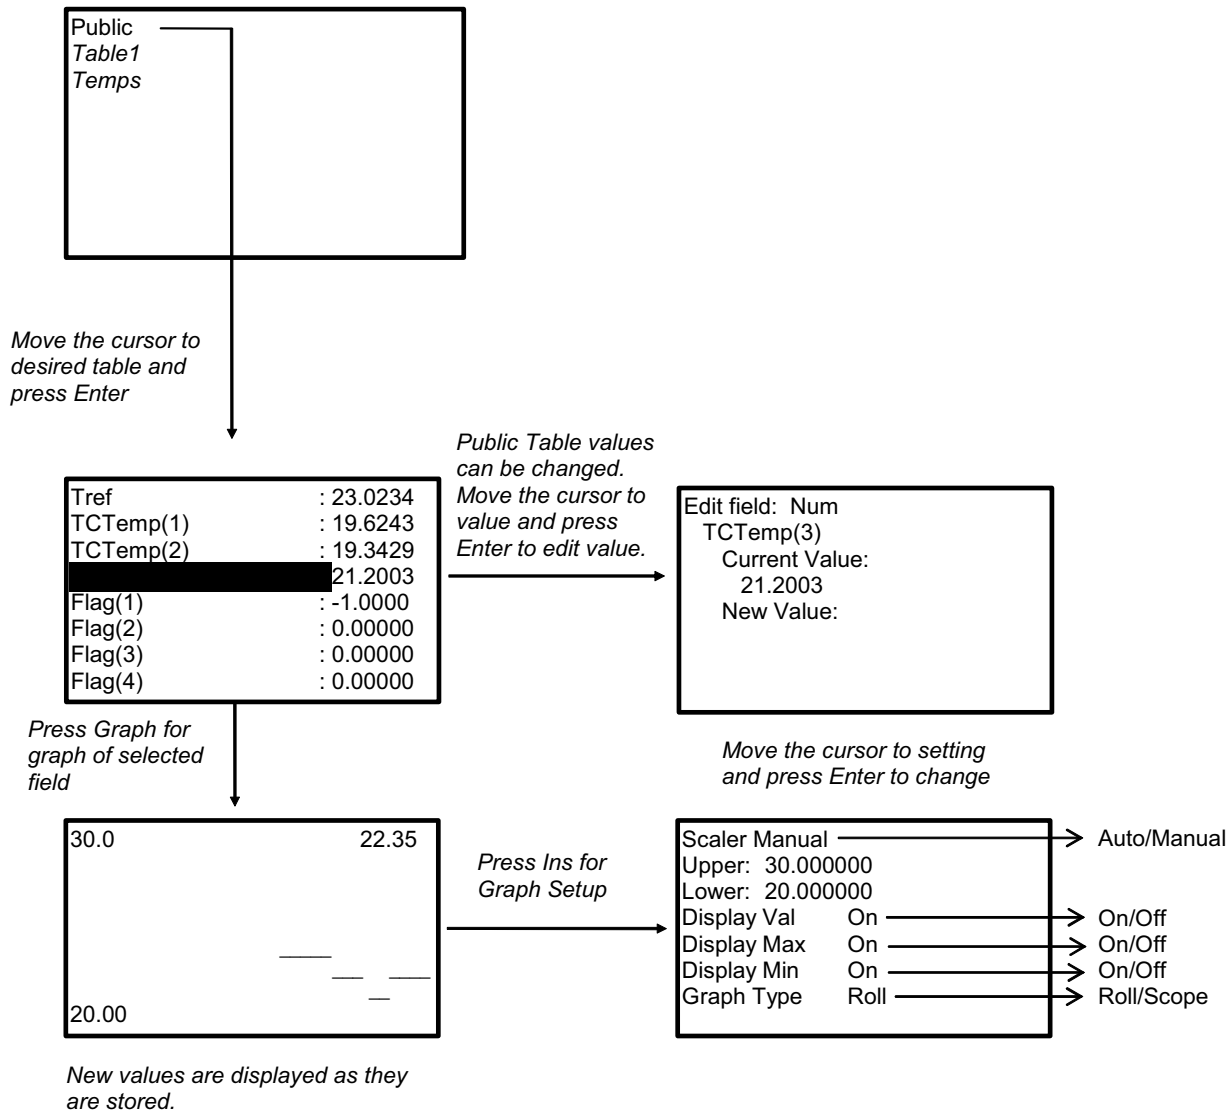 Public
Table1
Temps
Move the cursor to
desired table and
press Enter
Tref : 23.0234
TCTemp(1) : 19.6243
TCTemp(2) : 19.3429
21.2003
Flag(1) : -1.0000
Flag(2) : 0.00000
Flag(3) : 0.00000
Flag(4) : 0.00000
Public Table values
can be changed.
Move the cursor to
value and press
Enter to edit value.
Edit field: Num
TCTemp(3)
Current Value:
21.2003
New Value:
Press Graph for
graph of selected
field
Move the cursor to setting
and press Enter to change
30.0 22.35
20.00
Press Ins for
Graph Setup
Scaler Manual Auto/Manual
Upper: 30.000000
Lower: 20.000000
Display Val On On/Off
Display Max On On/Off
Display Min On On/Off
Graph Type Roll Roll/Scope
New values are displayed as they
are stored.